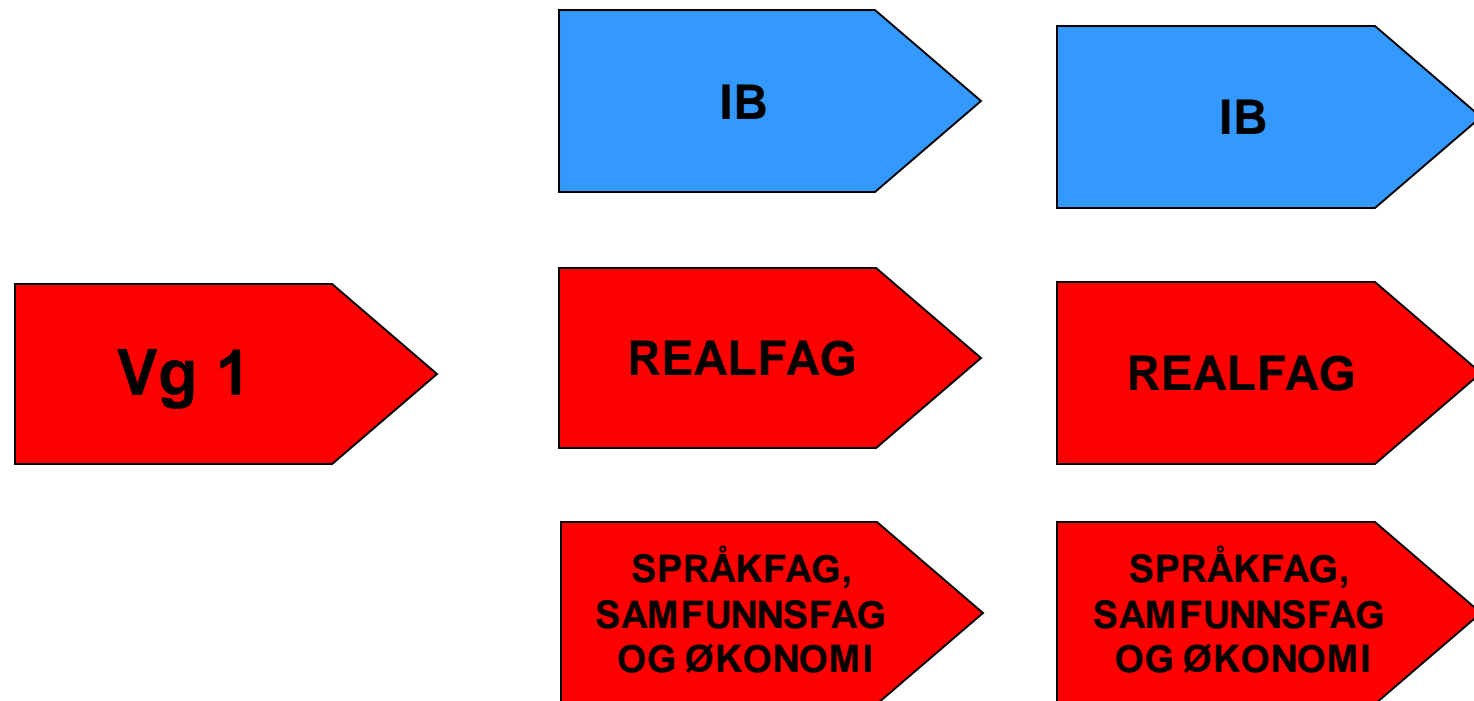 IB
IB
Vg 1
REALFAG
REALFAG
SPRÅKFAG,
SAMFUNNSFAG
OG ØKONOMI
SPRÅKFAG,
SAMFUNNSFAG
OG ØKONOMI